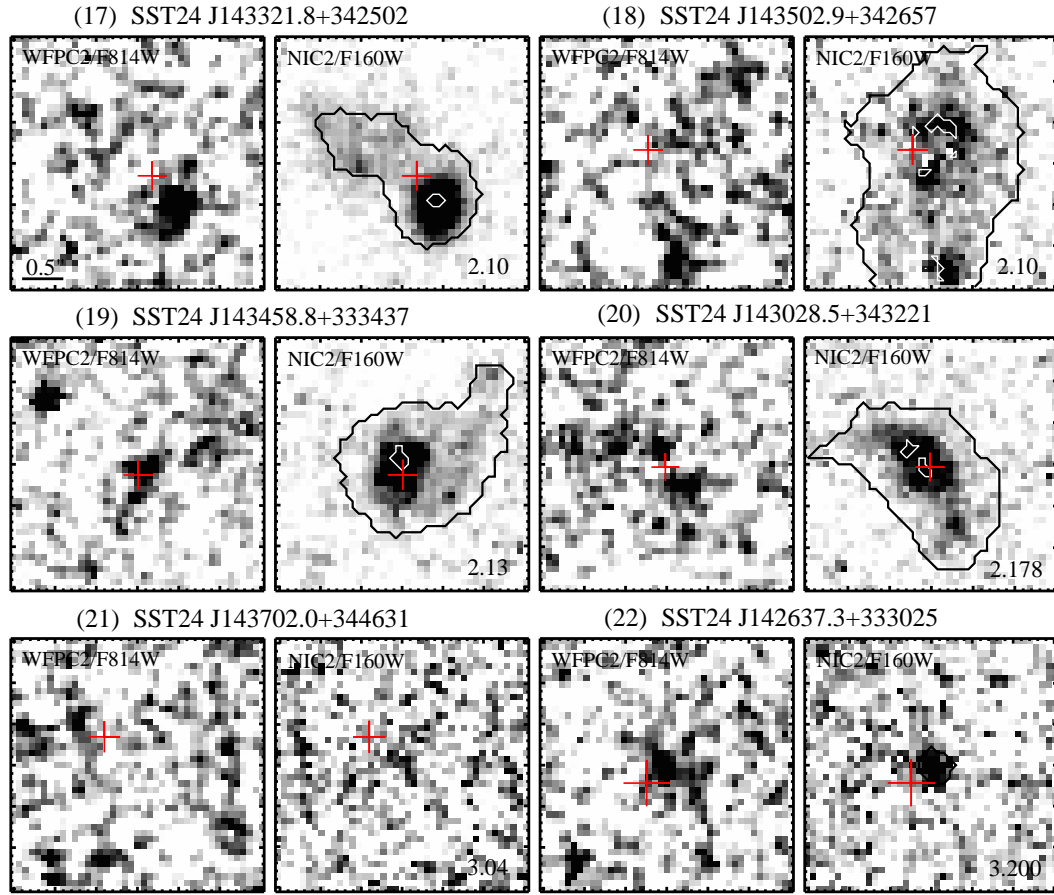 (17) SST24 J143321.8+342502
(18) SST24 J143502.9+342657
WFPC2/F814W
NIC2/F160W
WFPC2/F814W
NIC2/F160W
0.5"
2.10
2.10
(19) SST24 J143458.8+333437
(20) SST24 J143028.5+343221
WFPC2/F814W
NIC2/F160W
WFPC2/F814W
NIC2/F160W
2.13
2.178
(21) SST24 J143702.0+344631
(22) SST24 J142637.3+333025
WFPC2/F814W
NIC2/F160W
WFPC2/F814W
NIC2/F160W
3.04
3.200